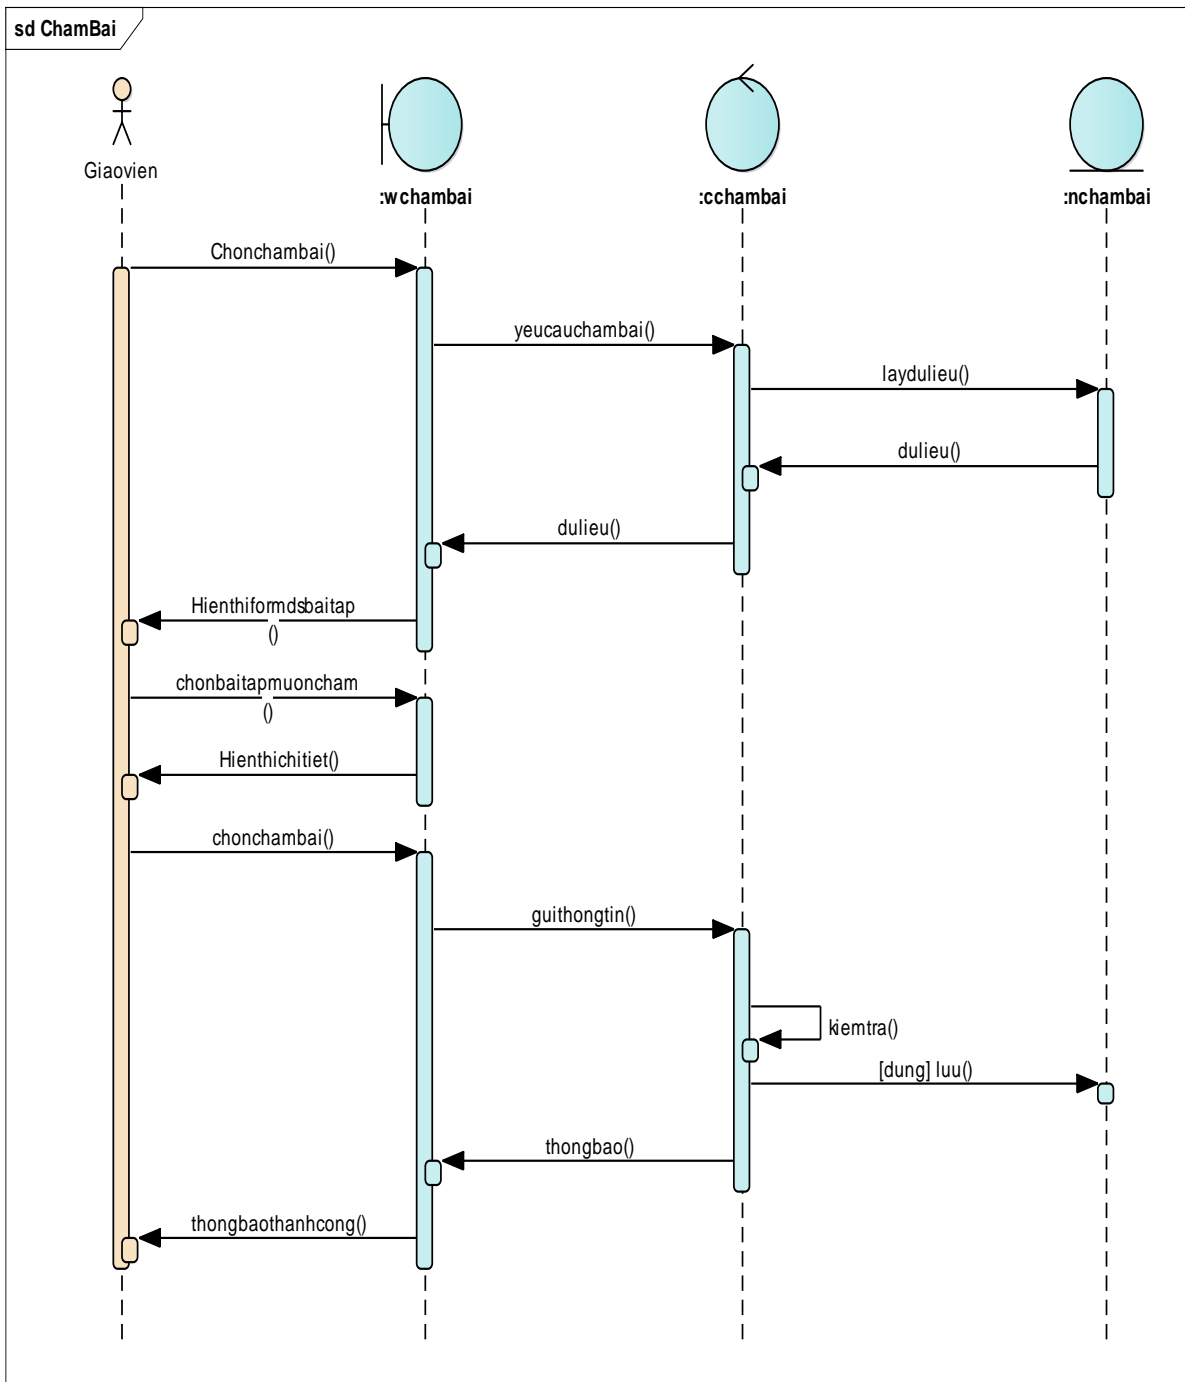 sd ChamBai
Giaovien
:wchambai
:cchambai
:nchambai
Chonchambai()
yeucauchambai()
laydulieu()
dulieu()
dulieu()
Hienthiformdsbaitap
()
chonbaitapmuoncham
()
Hienthichitiet()
chonchambai()
guithongtin()
kiemtra()
[dung] luu()
thongbao()
thongbaothanhcong()